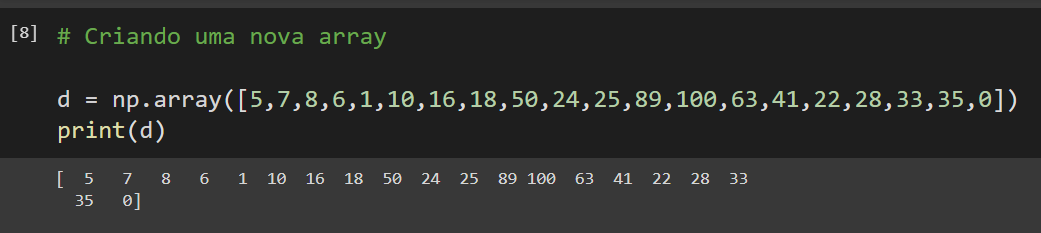 [8] # Criando uma nova array
d = np.array([5,7,8,6,1,10,16,18,50,24,25,89,100,63,41,22,28,33,35,0])
print(d)
[  5   7   8   6   1  10  16  18  50  24  25  89 100  63  41  22  28  33
  35   0]